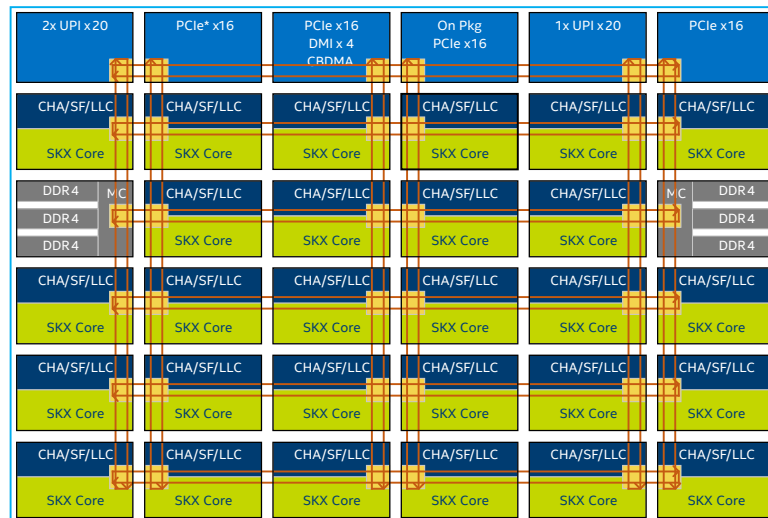 2x UPI x20
PCIe* x16
PCIe x16
DMI x 4
CBDMA
On Pkg
PCIe x16
1x UPI x20
PCIe x16
CHA/SF/LLC
CHA/SF/LLC
CHA/SF/LLC
CHA/SF/LLC
CHA/SF/LLC
CHA/SF/LLC
SKX Core
SKX Core
SKX Core
SKX Core
SKX Core
SKX Core
DDR4
DDR4
DDR4
MC
CHA/SF/LLC
CHA/SF/LLC
CHA/SF/LLC
CHA/SF/LLC
SKX Core
SKX Core
SKX Core
SKX Core
MC
DDR4
DDR4
DDR4
CHA/SF/LLC
CHA/SF/LLC
CHA/SF/LLC
CHA/SF/LLC
CHA/SF/LLC
CHA/SF/LLC
SKX Core
SKX Core
SKX Core
SKX Core
SKX Core
SKX Core
CHA/SF/LLC
CHA/SF/LLC
CHA/SF/LLC
CHA/SF/LLC
CHA/SF/LLC
CHA/SF/LLC
SKX Core
SKX Core
SKX Core
SKX Core
SKX Core
SKX Core
CHA/SF/LLC
CHA/SF/LLC
CHA/SF/LLC
CHA/SF/LLC
CHA/SF/LLC
CHA/SF/LLC
SKX Core
SKX Core
SKX Core
SKX Core
SKX Core
SKX Core